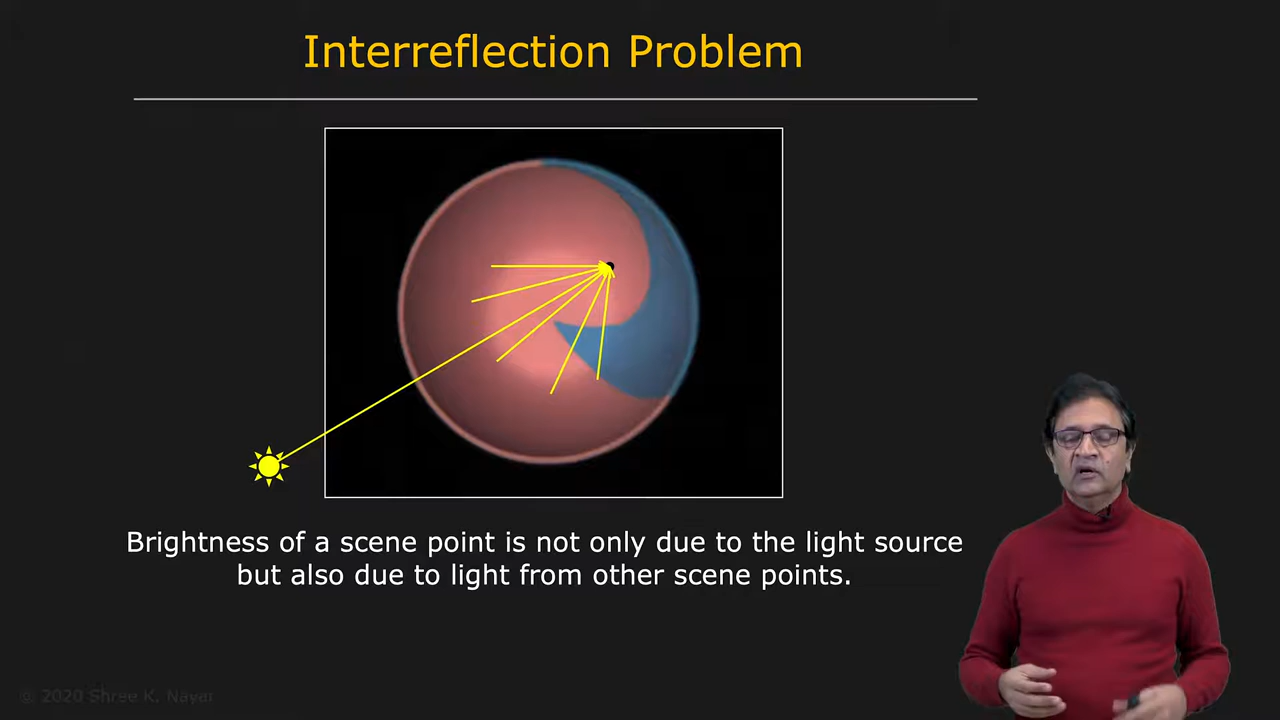 Interreflection Problem
Brightness of a scene point is not only due to the light source
but also due to light from other scene points.
© 2020 Shree K. Nayar